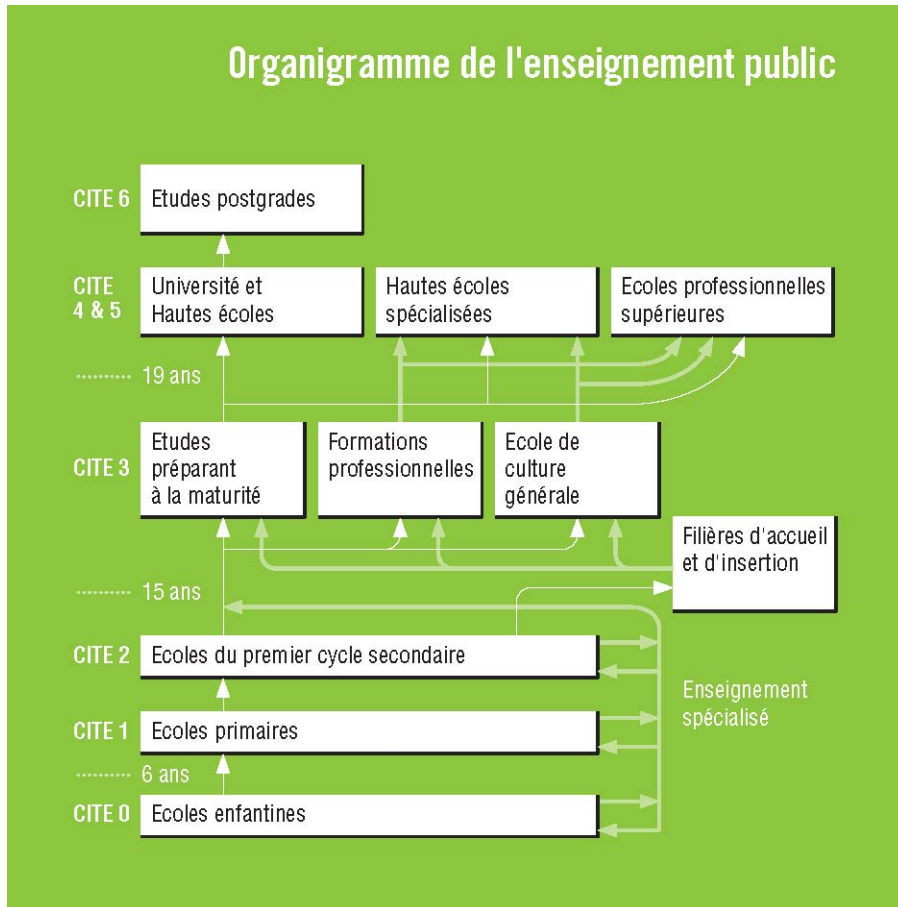 Organigramme de l'enseignement public
CITE 6
Etudes postgrades
CITE
4 & 5
Université et
Hautes écoles
Hautes écoles
spécialisées
Ecoles professionnelles
supérieures
.......... 19 ans
CITE 3
Etudes
préparant
à la maturité
Formations
professionnelles
Ecole de
culture
générale
Filières d'accueil
et d'insertion
.......... 15 ans
CITE 2
Ecoles du premier cycle secondaire
Enseignement
spécialisé
CITE 1
Ecoles primaires
.......... 6 ans
CITE 0
Ecoles enfantines